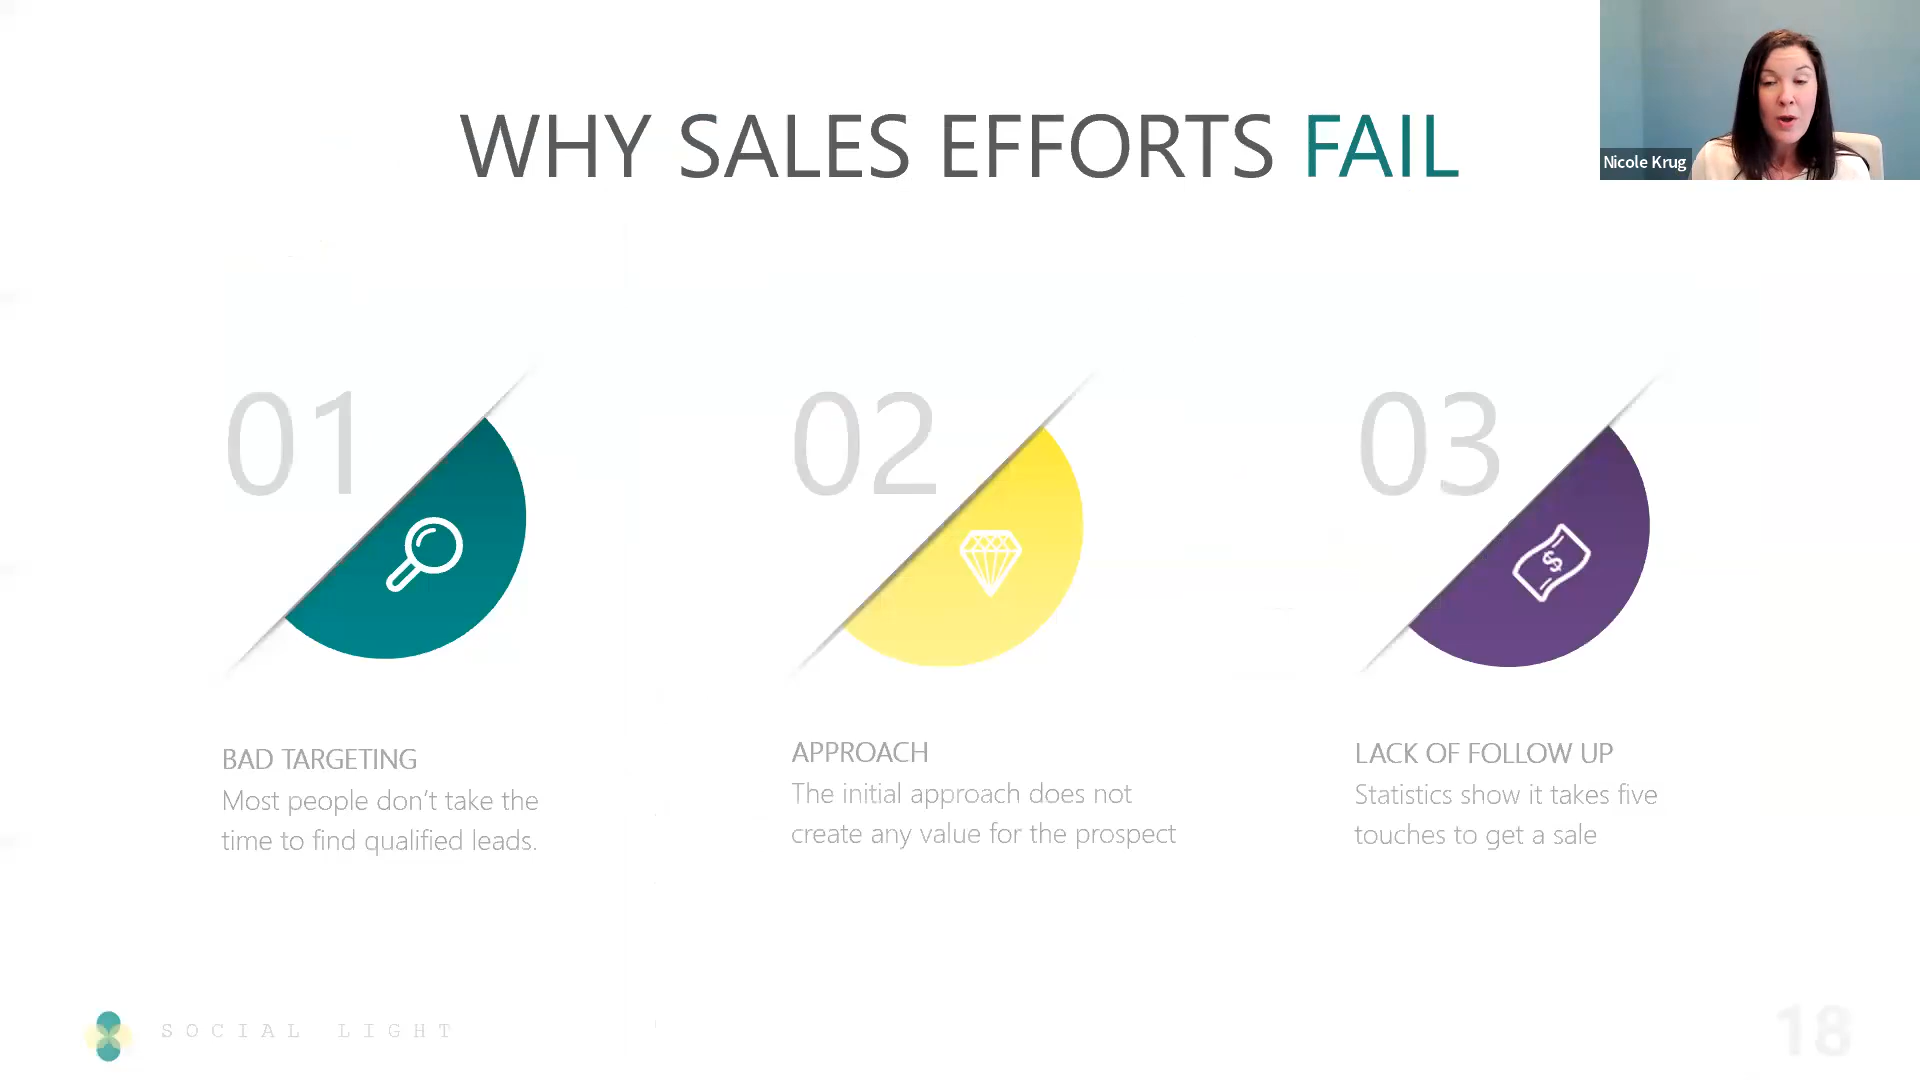 WHY SALES EFFORTS FAIL
Nicole Krug
01
02
03
$
BAD TARGETING
Most people don’t take the
time to find qualified leads.
APPROACH
The initial approach does not
create any value for the prospect
LACK OF FOLLOW UP
Statistics show it takes five
touches to get a sale
SOCIAL LIGHT
18